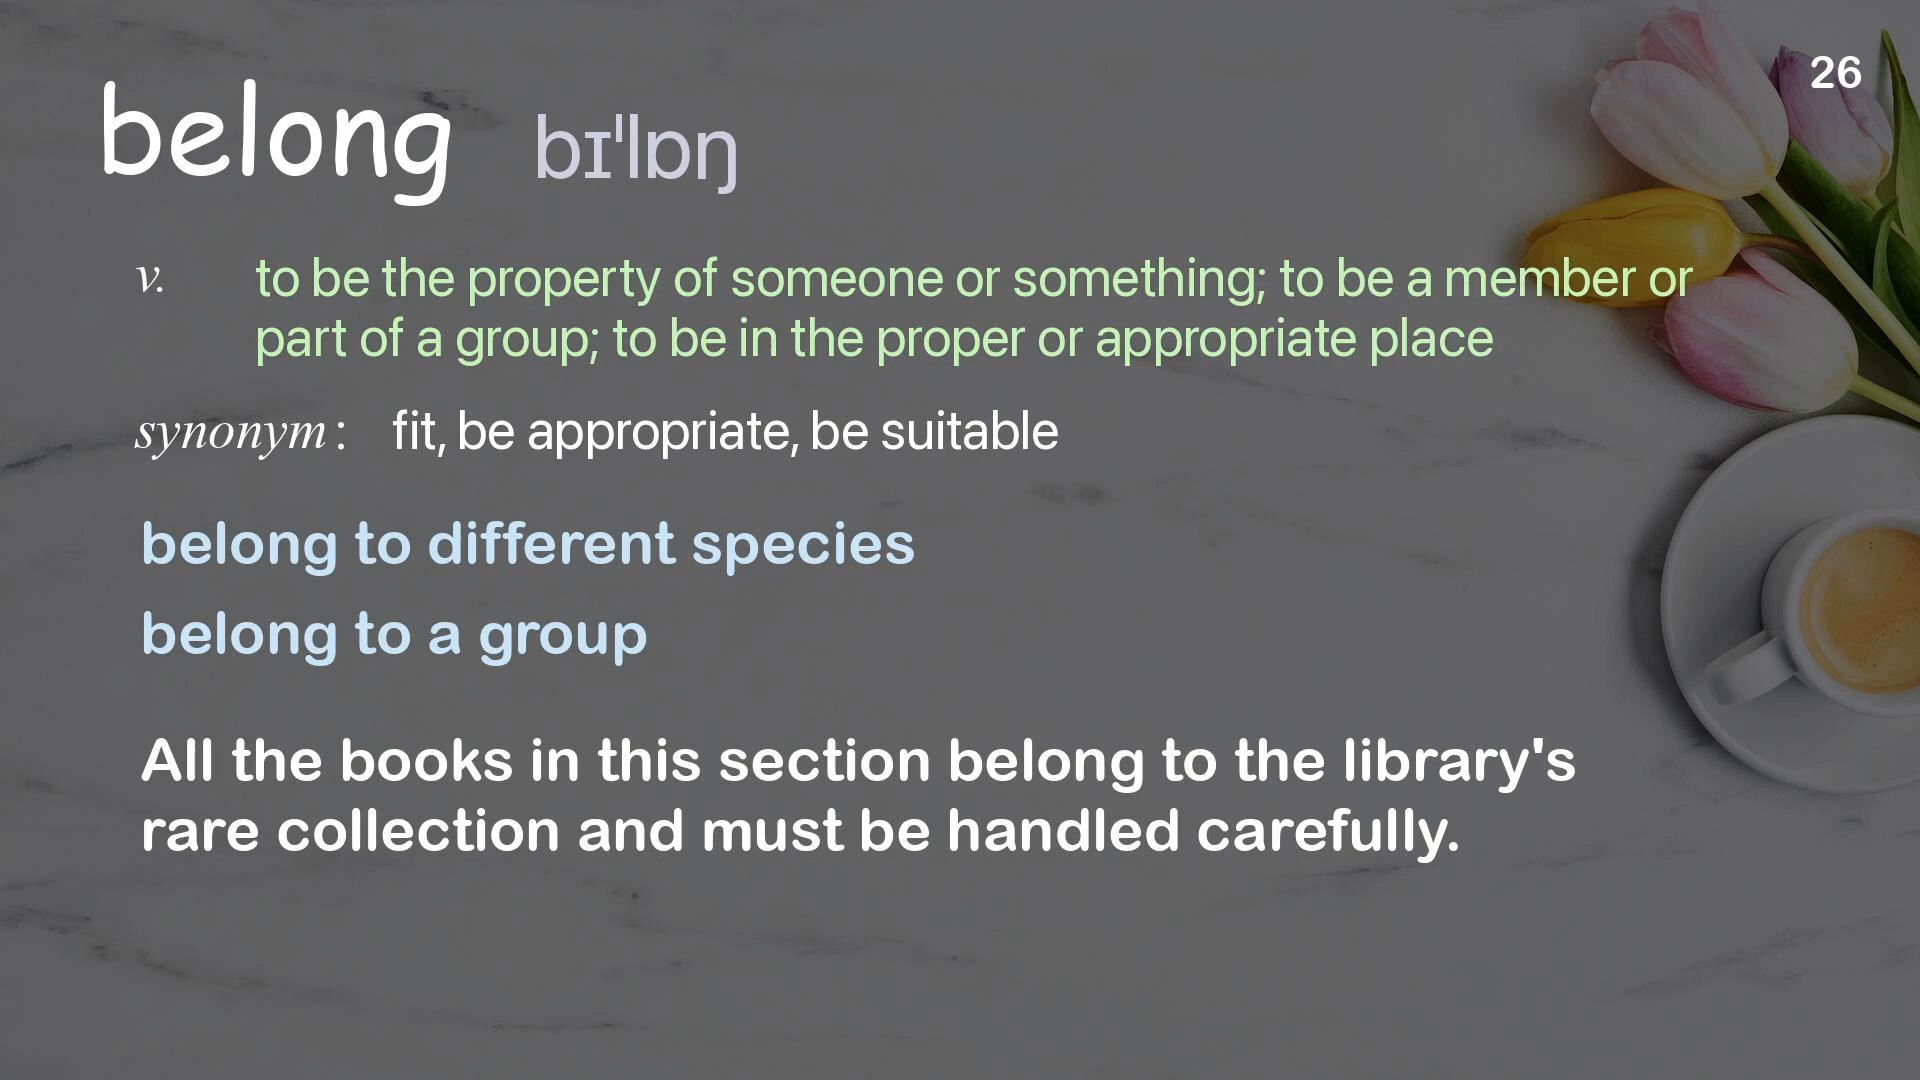 26
belong bɪˈlɒŋ
v. to be the property of someone or something; to be a member or
part of a group; to be in the proper or appropriate place
synonym : fit, be appropriate, be suitable
belong to different species
belong to a group
All the books in this section belong to the library's
rare collection and must be handled carefully.